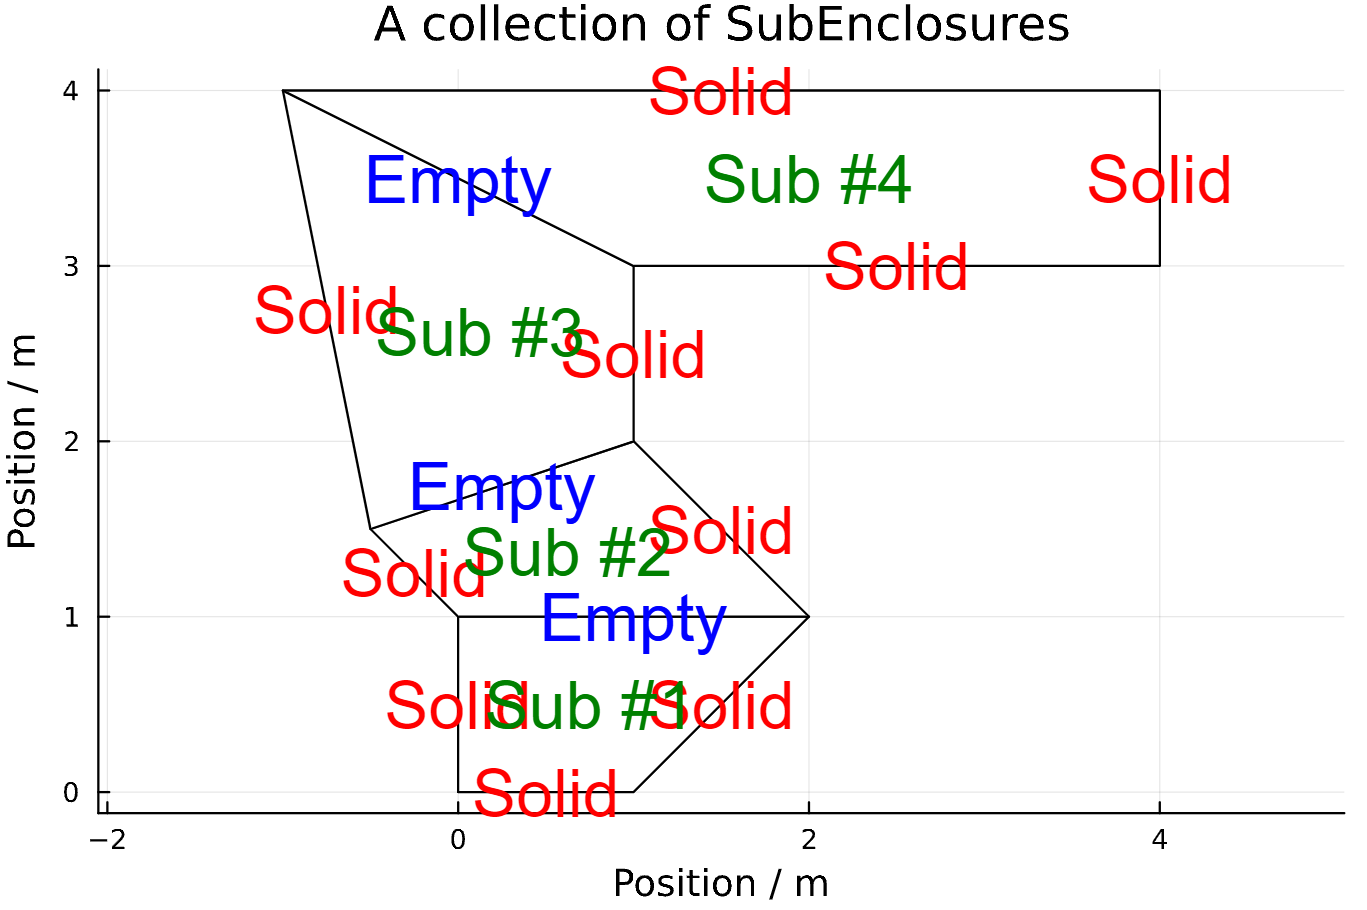 A collection of SubEnclosures
4
Solid
Empty
Sub #4
Solid
3
Solid
Solid
Sub #3
Solid
2
Empty
Solid
Sub #2
Solid
1
Empty
Solid
Sub #1
Solid
0
Solid
−2
0
2
4
Position / m
Position / m